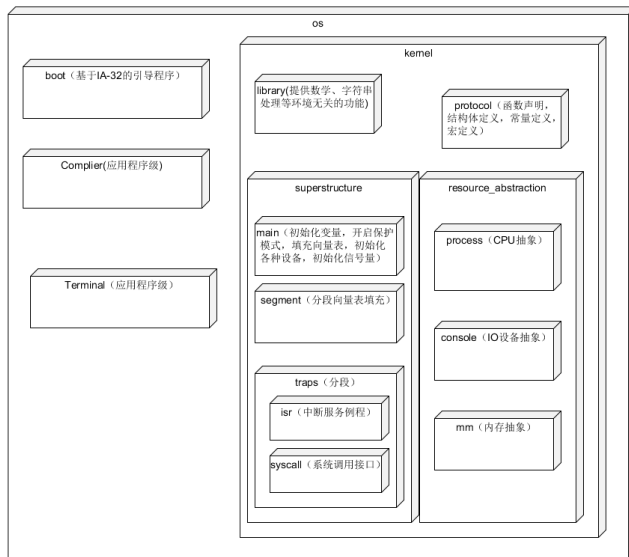 os
boot（基于IA-32的引导程序）
Complier(应用程序级)
Terminal（应用程序级）
kernel
library(提供数学、字符串
处理等环境无关的功能)
protocol（函数声明，
结构体定义，常量定义，
宏定义）
superstructure
main（初始化变量，开启保护
模式，填充向量表，初始化
各种设备，初始化信号量）
segment（分段向量表填充）
traps（分段）
isr（中断服务例程）
syscall（系统调用接口）
resource_abstraction
process（CPU抽象）
console（IO设备抽象）
mm（内存抽象）